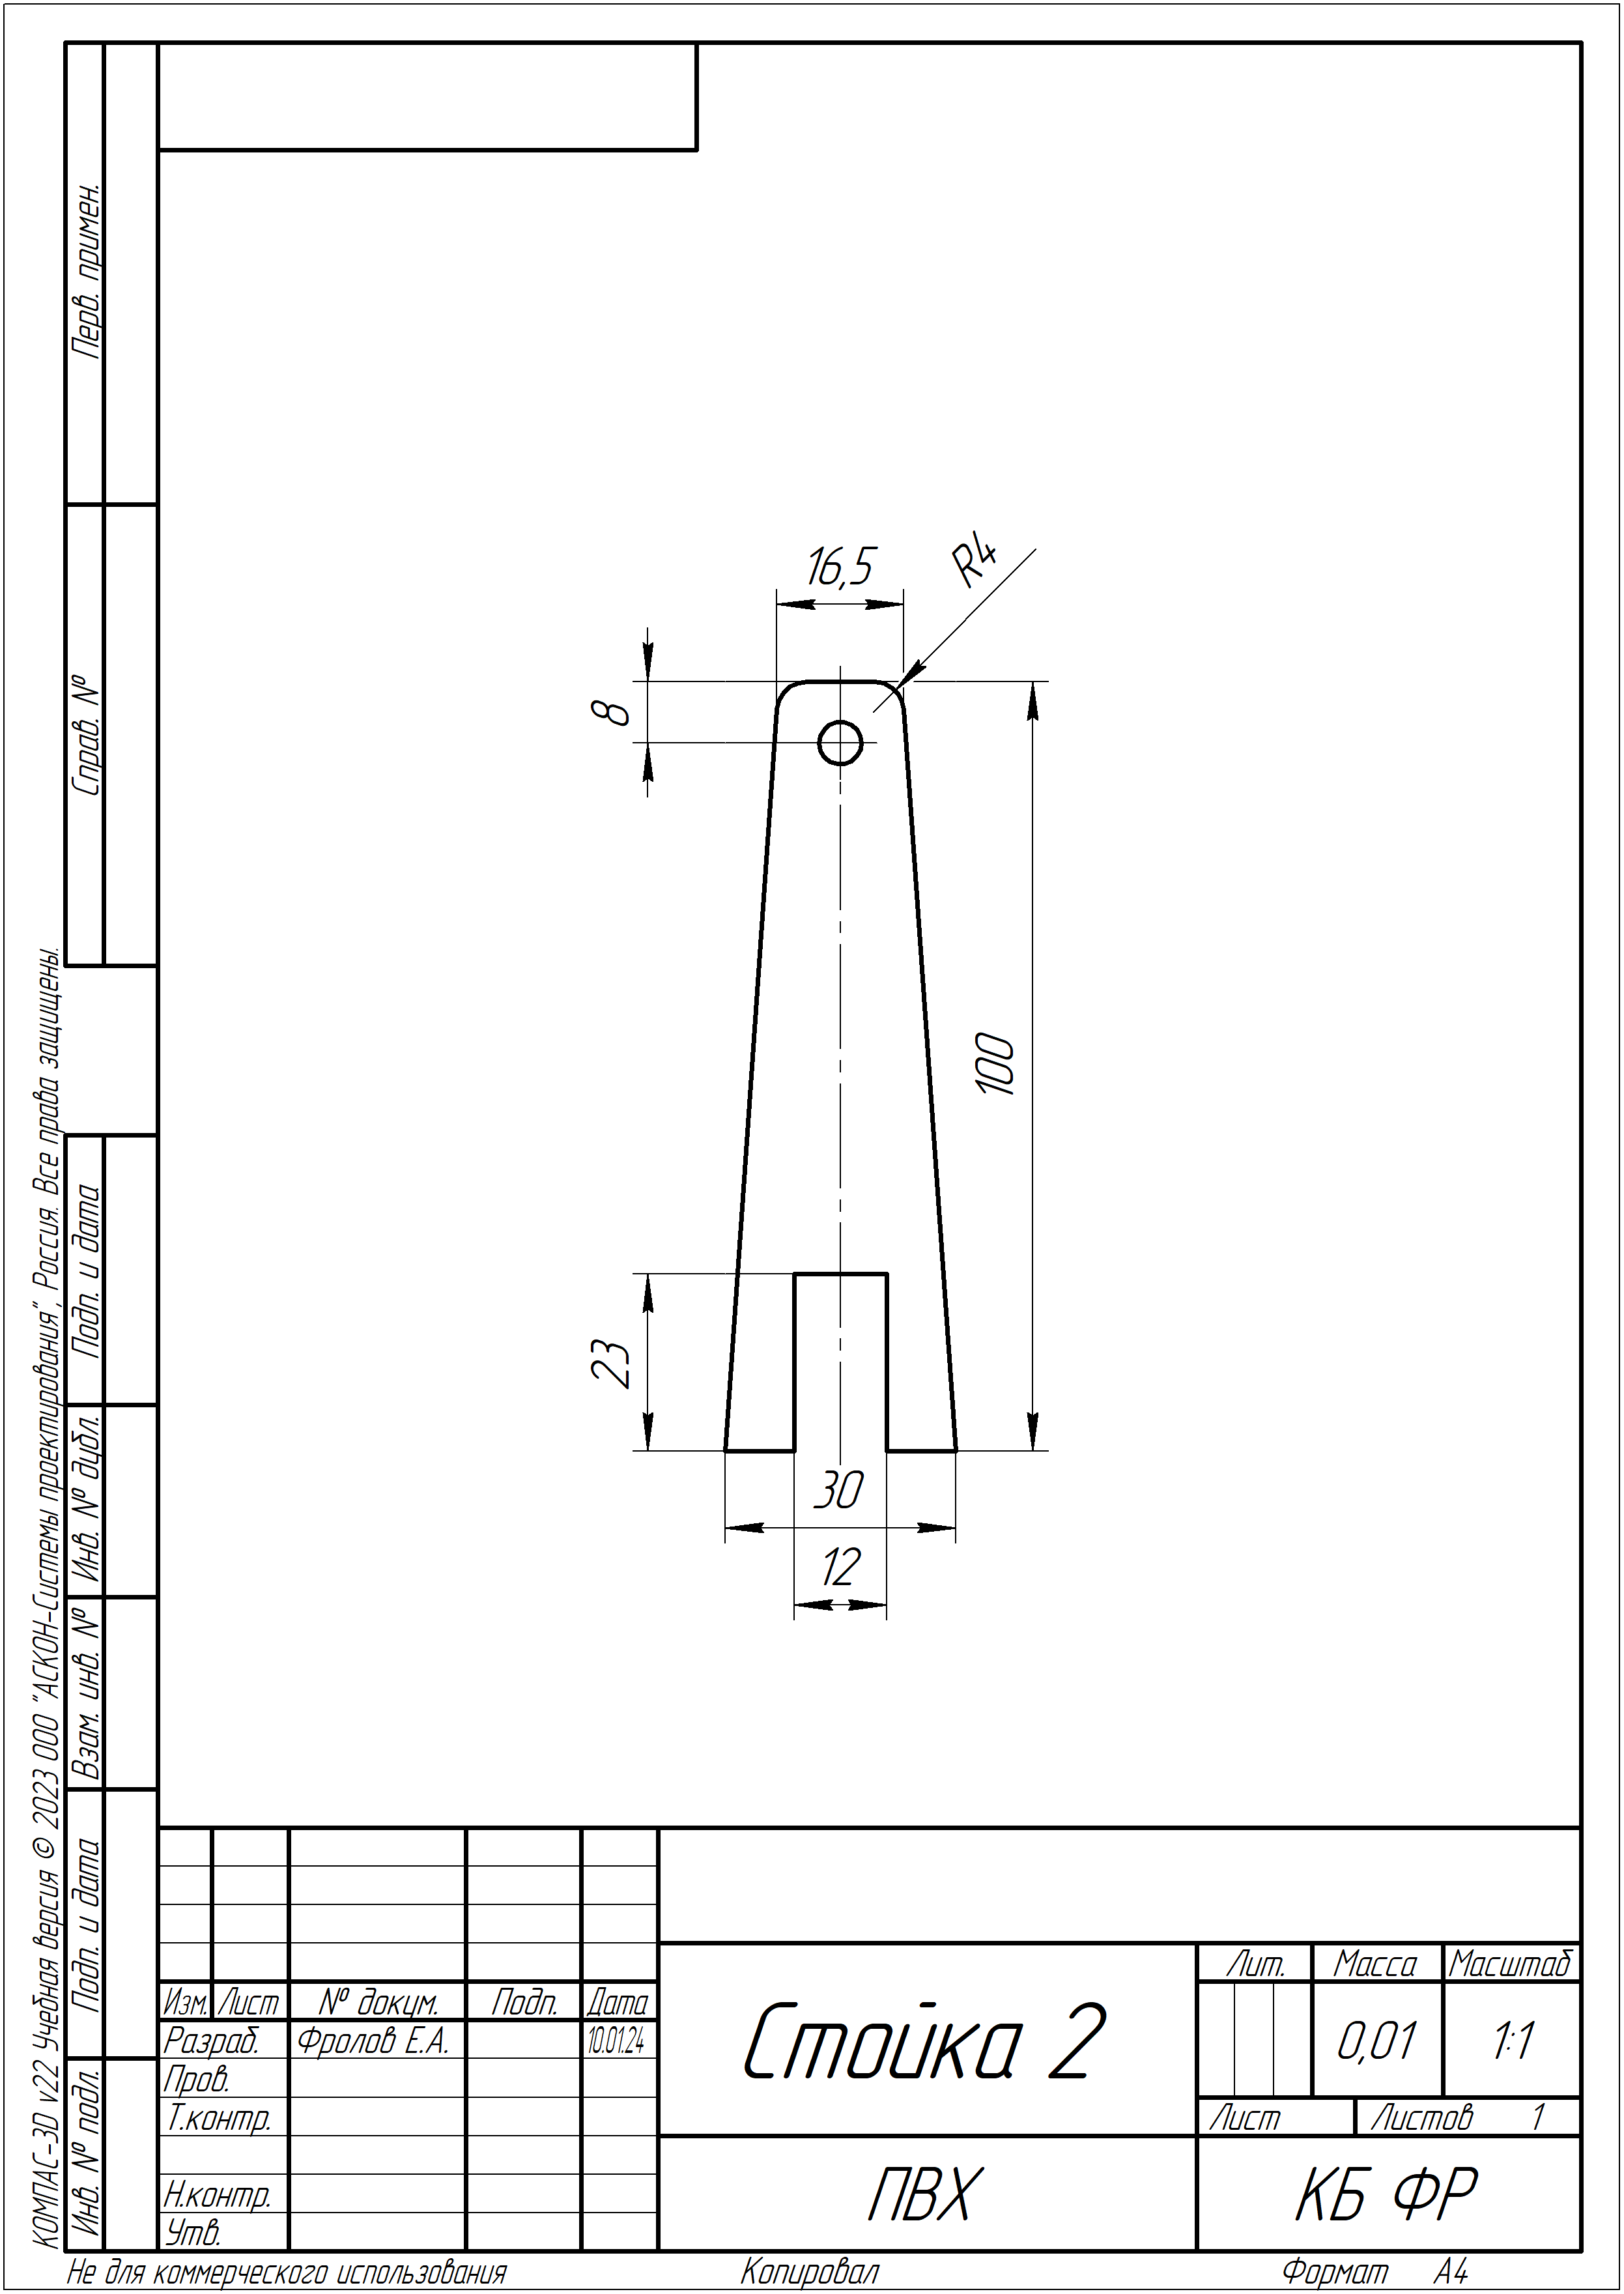 Перв. примен.
Справ. №
Подп. и дата
Инв. № дубл.
Взам. инв. №
Подп. и дата
Инв. № подл.
КОМПАС-3D v22 Учебная версия © 2023 ООО "АСКОН-Системы проектирования", Россия. Все права защищены.
16,5
R4
8
100
23
30
12
Изм. Лист № докум. Подп. Дата
Разраб. Фролов Е.А. 10.01.24
Пров.
Т.контр.
Н.контр.
Утв.
Стойка 2
Лит. Масса Масштаб
0,01 1:1
Лист Листов 1
ПВХ
КБ ФР
Не для коммерческого использования Копировал Формат А4